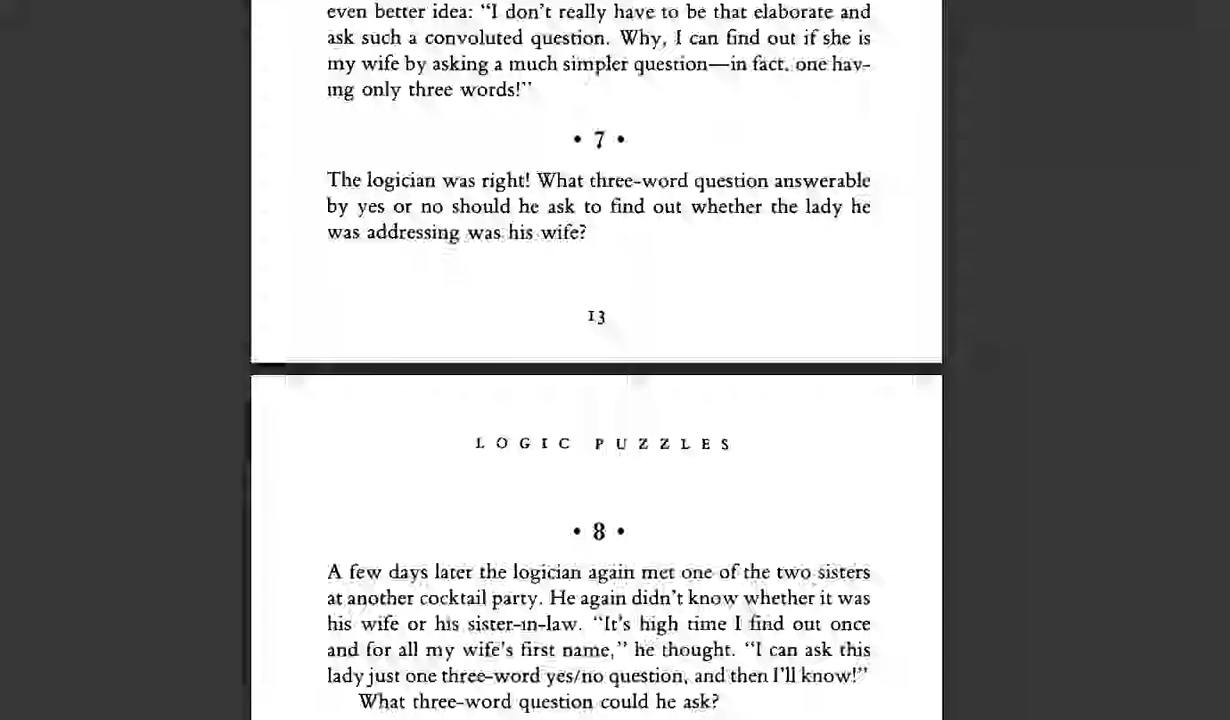 even better idea: “I don’t really have to be that elaborate and
ask such a convoluted question. Why, I can find out if she is
my wife by asking a much simpler question—in fact, one hav-
ing only three words!”
• 7 •
The logician was right! What three-word question answerable
by yes or no should he ask to find out whether the lady he
was addressing was his wife?
13
LOGIC PUZZLES
• 8 •
A few days later the logician again met one of the two sisters
at another cocktail party. He again didn’t know whether it was
his wife or his sister-in-law. “It’s high time I find out once
and for all my wife’s first name,” he thought. “I can ask this
lady just one three-word yes/no question, and then I’ll know!”
What three-word question could he ask?